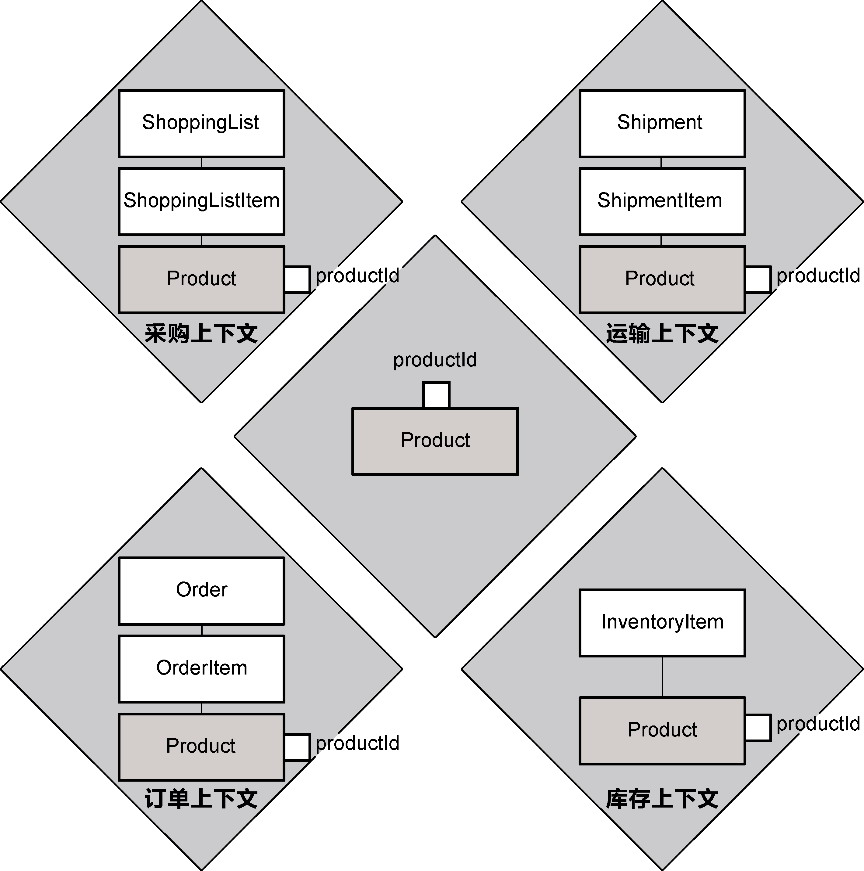 ShoppingList
ShoppingListItem
Product
productId
采购上下文
Shipment
ShipmentItem
Product
productId
运输上下文
productId
Product
Order
OrderItem
Product
productId
订单上下文
InventoryItem
Product
productId
库存上下文